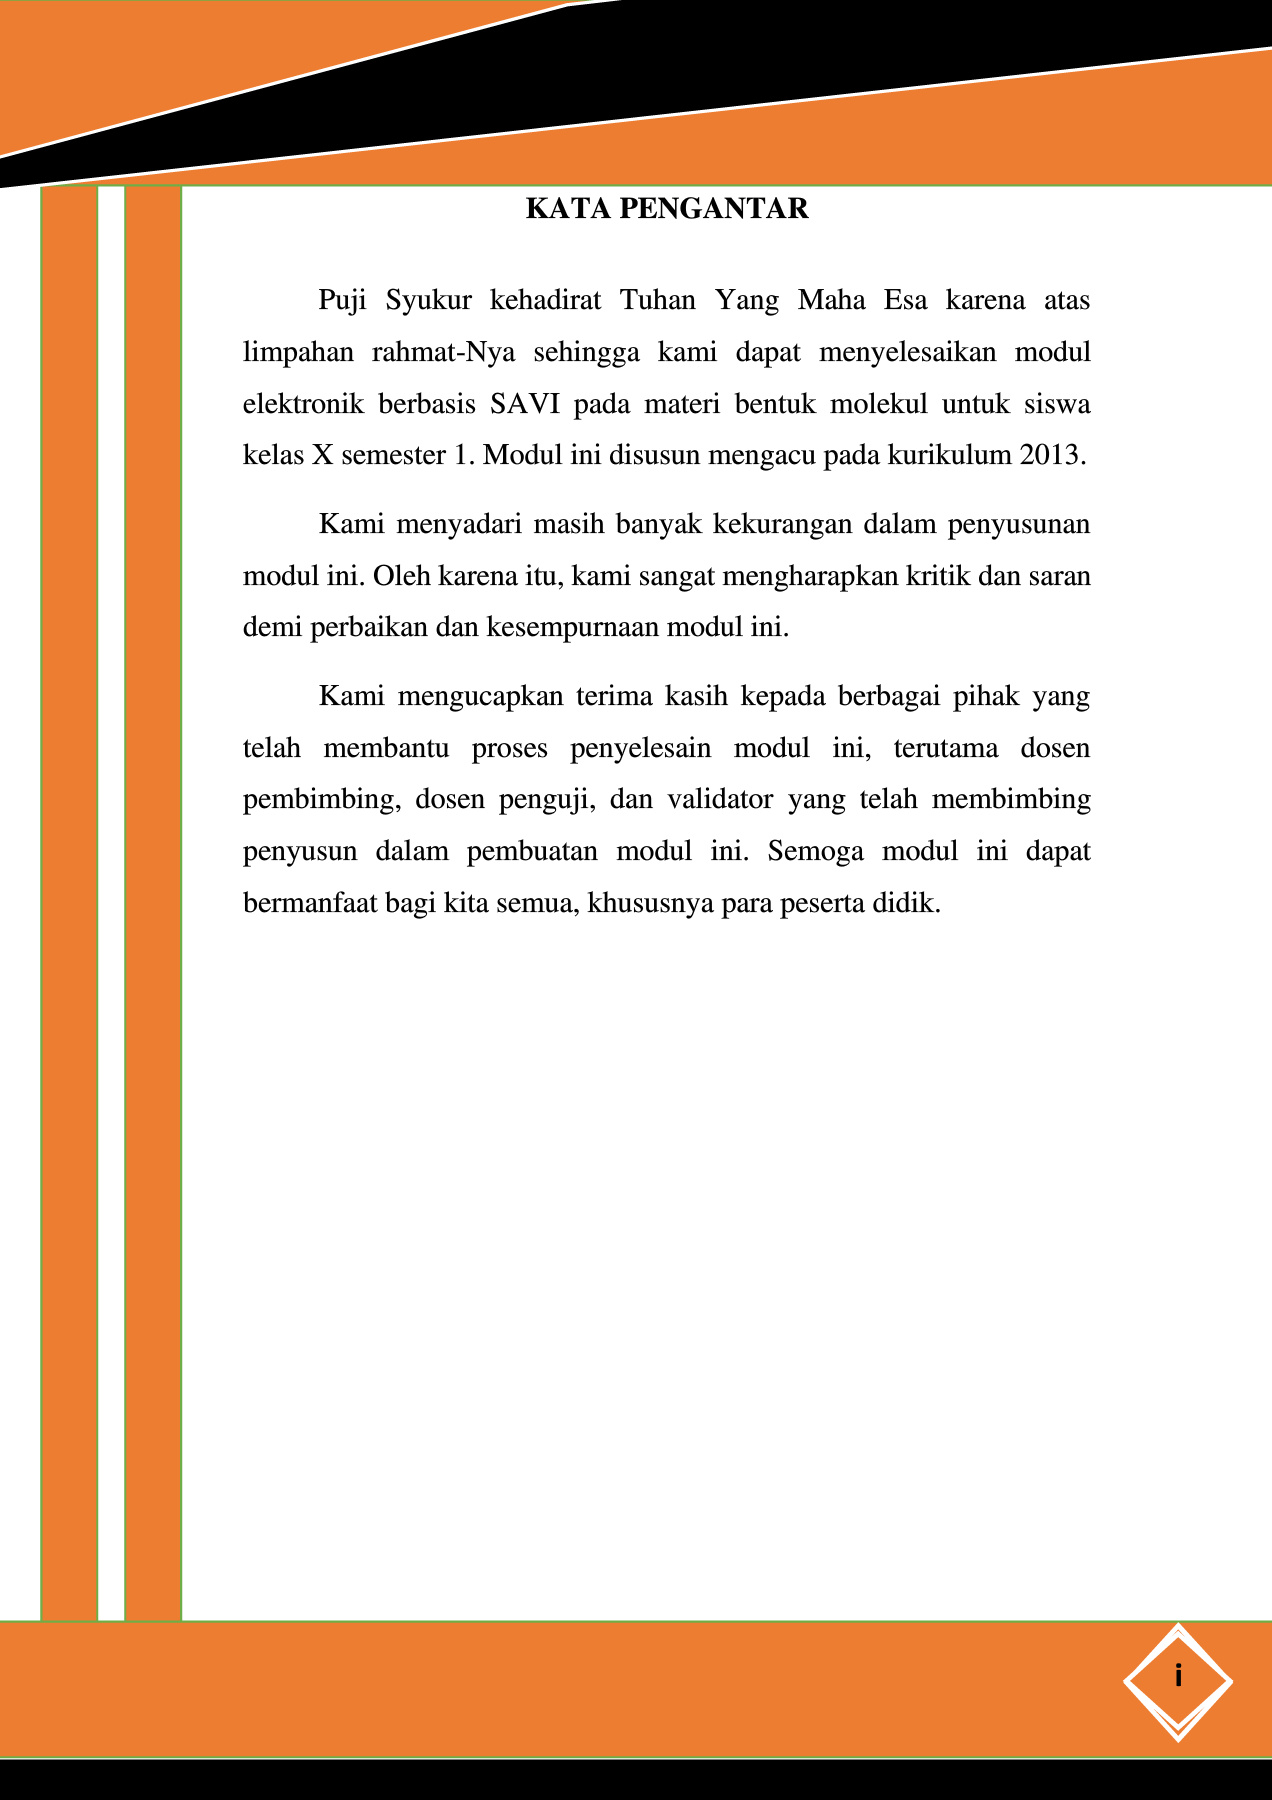 KATA PENGANTAR
Puji Syukur kehadirat Tuhan Yang Maha Esa karena atas
limpahan rahmat-Nya sehingga kami dapat menyelesaikan modul
elektronik berbasis SAVI pada materi bentuk molekul untuk siswa
kelas X semester 1. Modul ini disusun mengacu pada kurikulum 2013.
Kami menyadari masih banyak kekurangan dalam penyusunan
modul ini. Oleh karena itu, kami sangat mengharapkan kritik dan saran
demi perbaikan dan kesempurnaan modul ini.
Kami mengucapkan terima kasih kepada berbagai pihak yang
telah membantu proses penyelesain modul ini, terutama dosen
pembimbing, dosen penguji, dan validator yang telah membimbing
penyusun dalam pembuatan modul ini. Semoga modul ini dapat
bermanfaat bagi kita semua, khususnya para peserta didik.
i